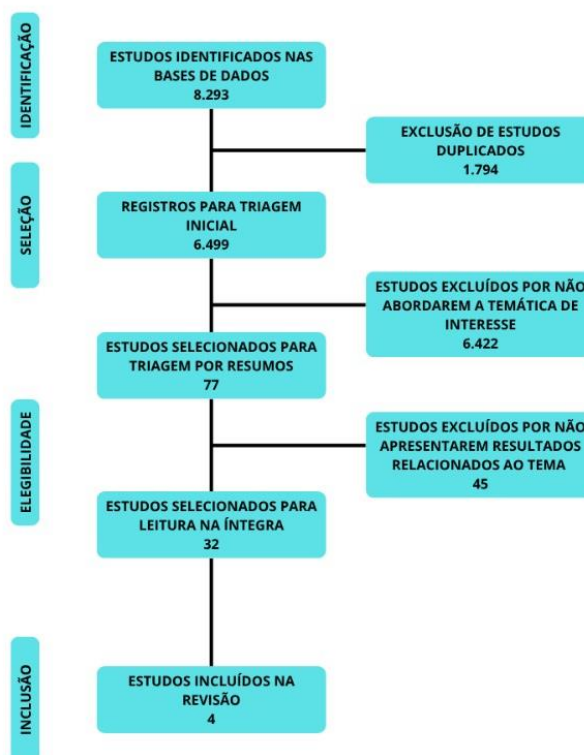 IDENTIFICAÇÃO
ESTUDOS IDENTIFICADOS NAS
BASES DE DADOS
8.293
EXCLUSÃO DE ESTUDOS
DUPLICADOS
1.794
SELEÇÃO
REGISTROS PARA TRIAGEM
INICIAL
6.499
ESTUDOS EXCLUÍDOS POR NÃO
ABORDAREM A TEMÁTICA DE
INTERESSE
6.422
ESTUDOS SELECIONADOS PARA
TRIAGEM POR RESUMOS
77
ELEGIBILIDADE
ESTUDOS EXCLUÍDOS POR NÃO
APRESENTAREM RESULTADOS
RELACIONADOS AO TEMA
45
ESTUDOS SELECIONADOS PARA
LEITURA NA ÍNTEGRA
32
INCLUSÃO
ESTUDOS INCLUÍDOS NA
REVISÃO
4